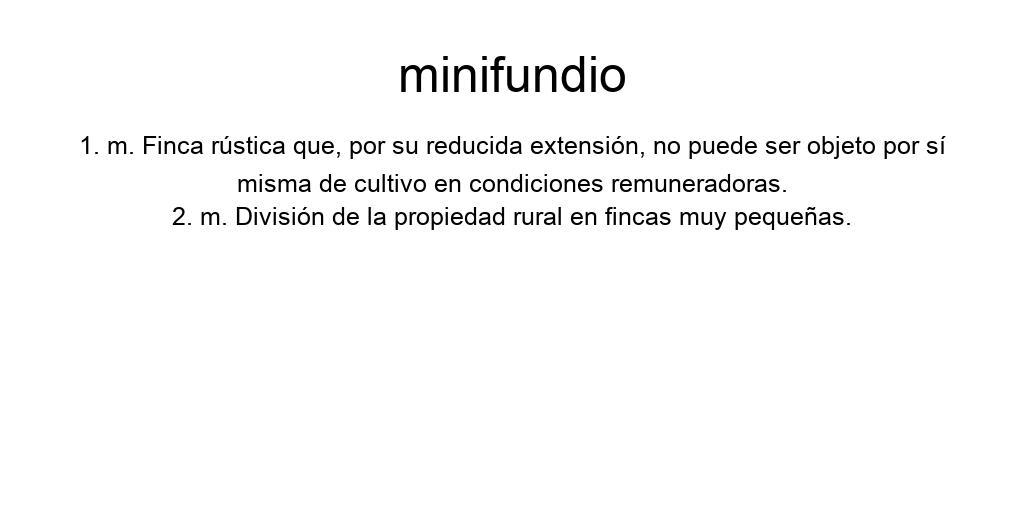 minifundio
1. m. Finca rústica que, por su reducida extensión, no puede ser objeto por sí
misma de cultivo en condiciones remuneradoras.
2. m. División de la propiedad rural en fincas muy pequeñas.